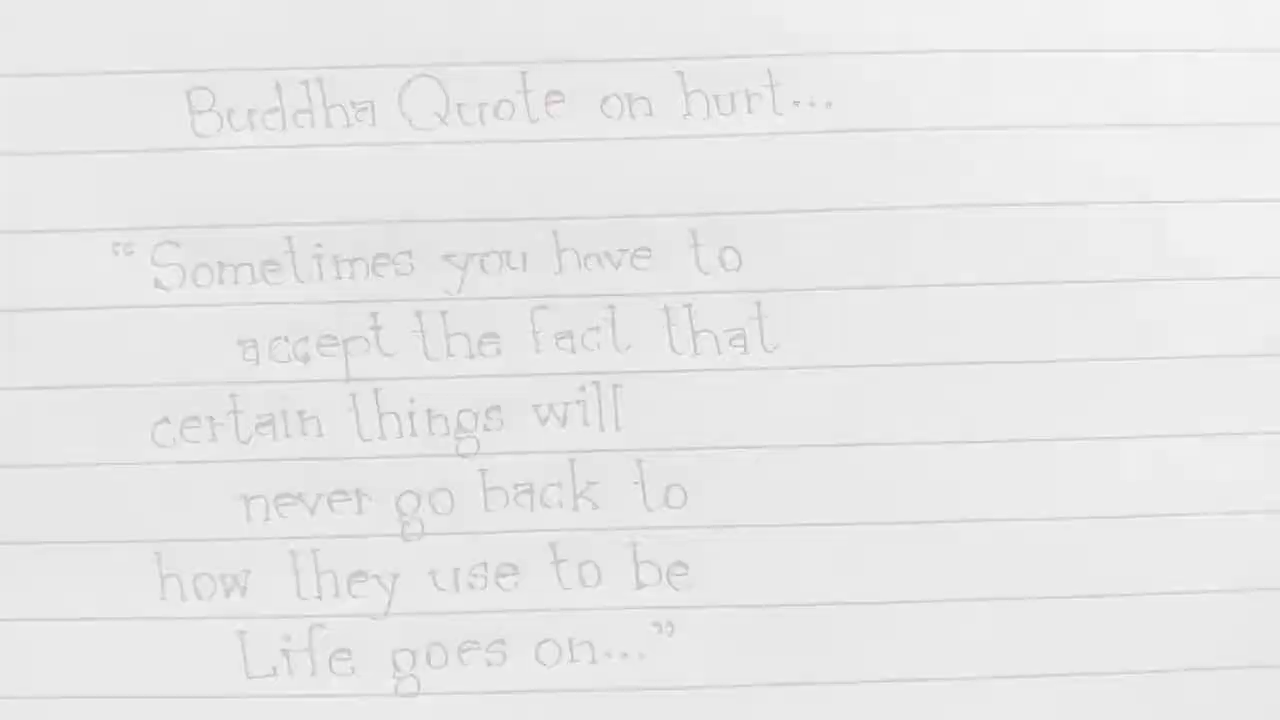 Buddha Quote on hurt...
“Sometimes you have to
accept the fact that
certain things will
never go back to
how they use to be
Life goes on...”